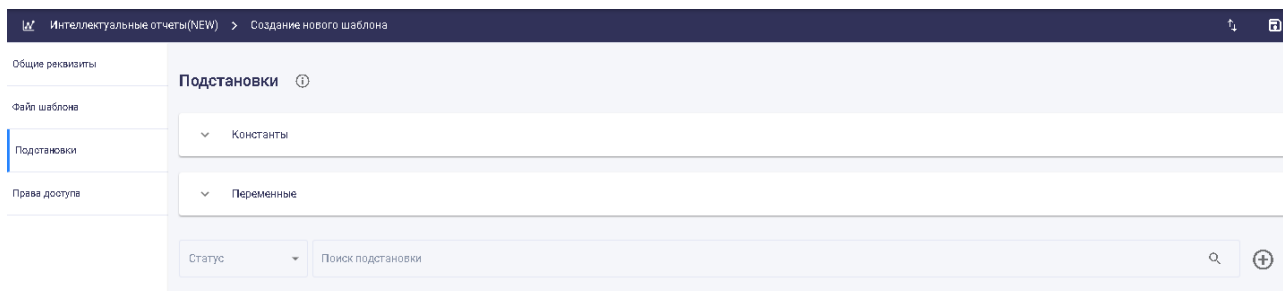 Интеллектуальные отчеты(NEW) > Создание нового шаблона
Общие реквизиты
Файл шаблона
Подстановки
Права доступа
Подстановки
Константы
Переменные
Статус
Поиск подстановки